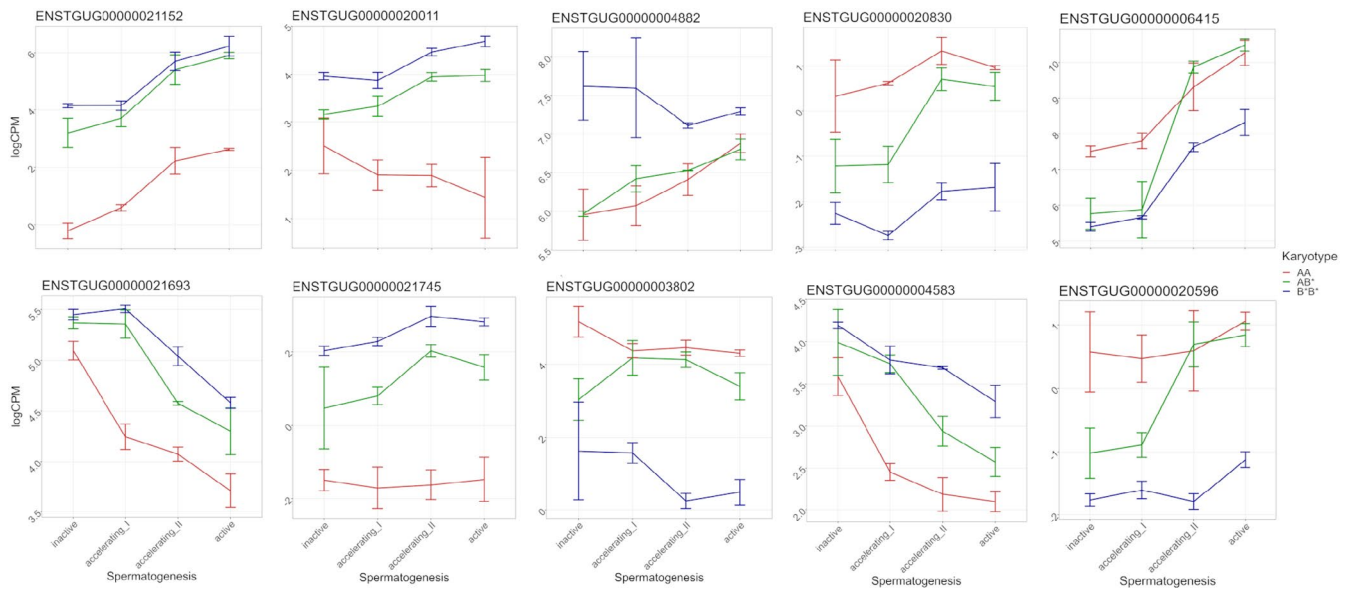 ENSTGUG00000021152
ENSTGUG00000020011
ENSTGUG00000004882
ENSTGUG00000020830
ENSTGUG00000006415
logCPM
6
4
2
0
5
4
3
2
1
8.0
7.5
7.0
6.5
6.0
5.5
1
0
-1
-2
-3
10
9
8
7
6
5
Karyotype
AA
AB*
B*B*
ENSTGUG00000021693
ENSTGUG00000021745
ENSTGUG00000003802
ENSTGUG00000004583
ENSTGUG00000020596
logCPM
5.5
5.0
4.5
4.0
3.5
2
0
-2
4
2
0
4.5
4.0
3.5
3.0
2.5
2.0
1
0
-1
-2
inactive
accelerating_I
accelerating_II
active
inactive
accelerating_I
accelerating_II
active
inactive
accelerating_I
accelerating_II
active
inactive
accelerating_I
accelerating_II
active
inactive
accelerating_I
accelerating_II
active
Spermatogenesis
Spermatogenesis
Spermatogenesis
Spermatogenesis
Spermatogenesis